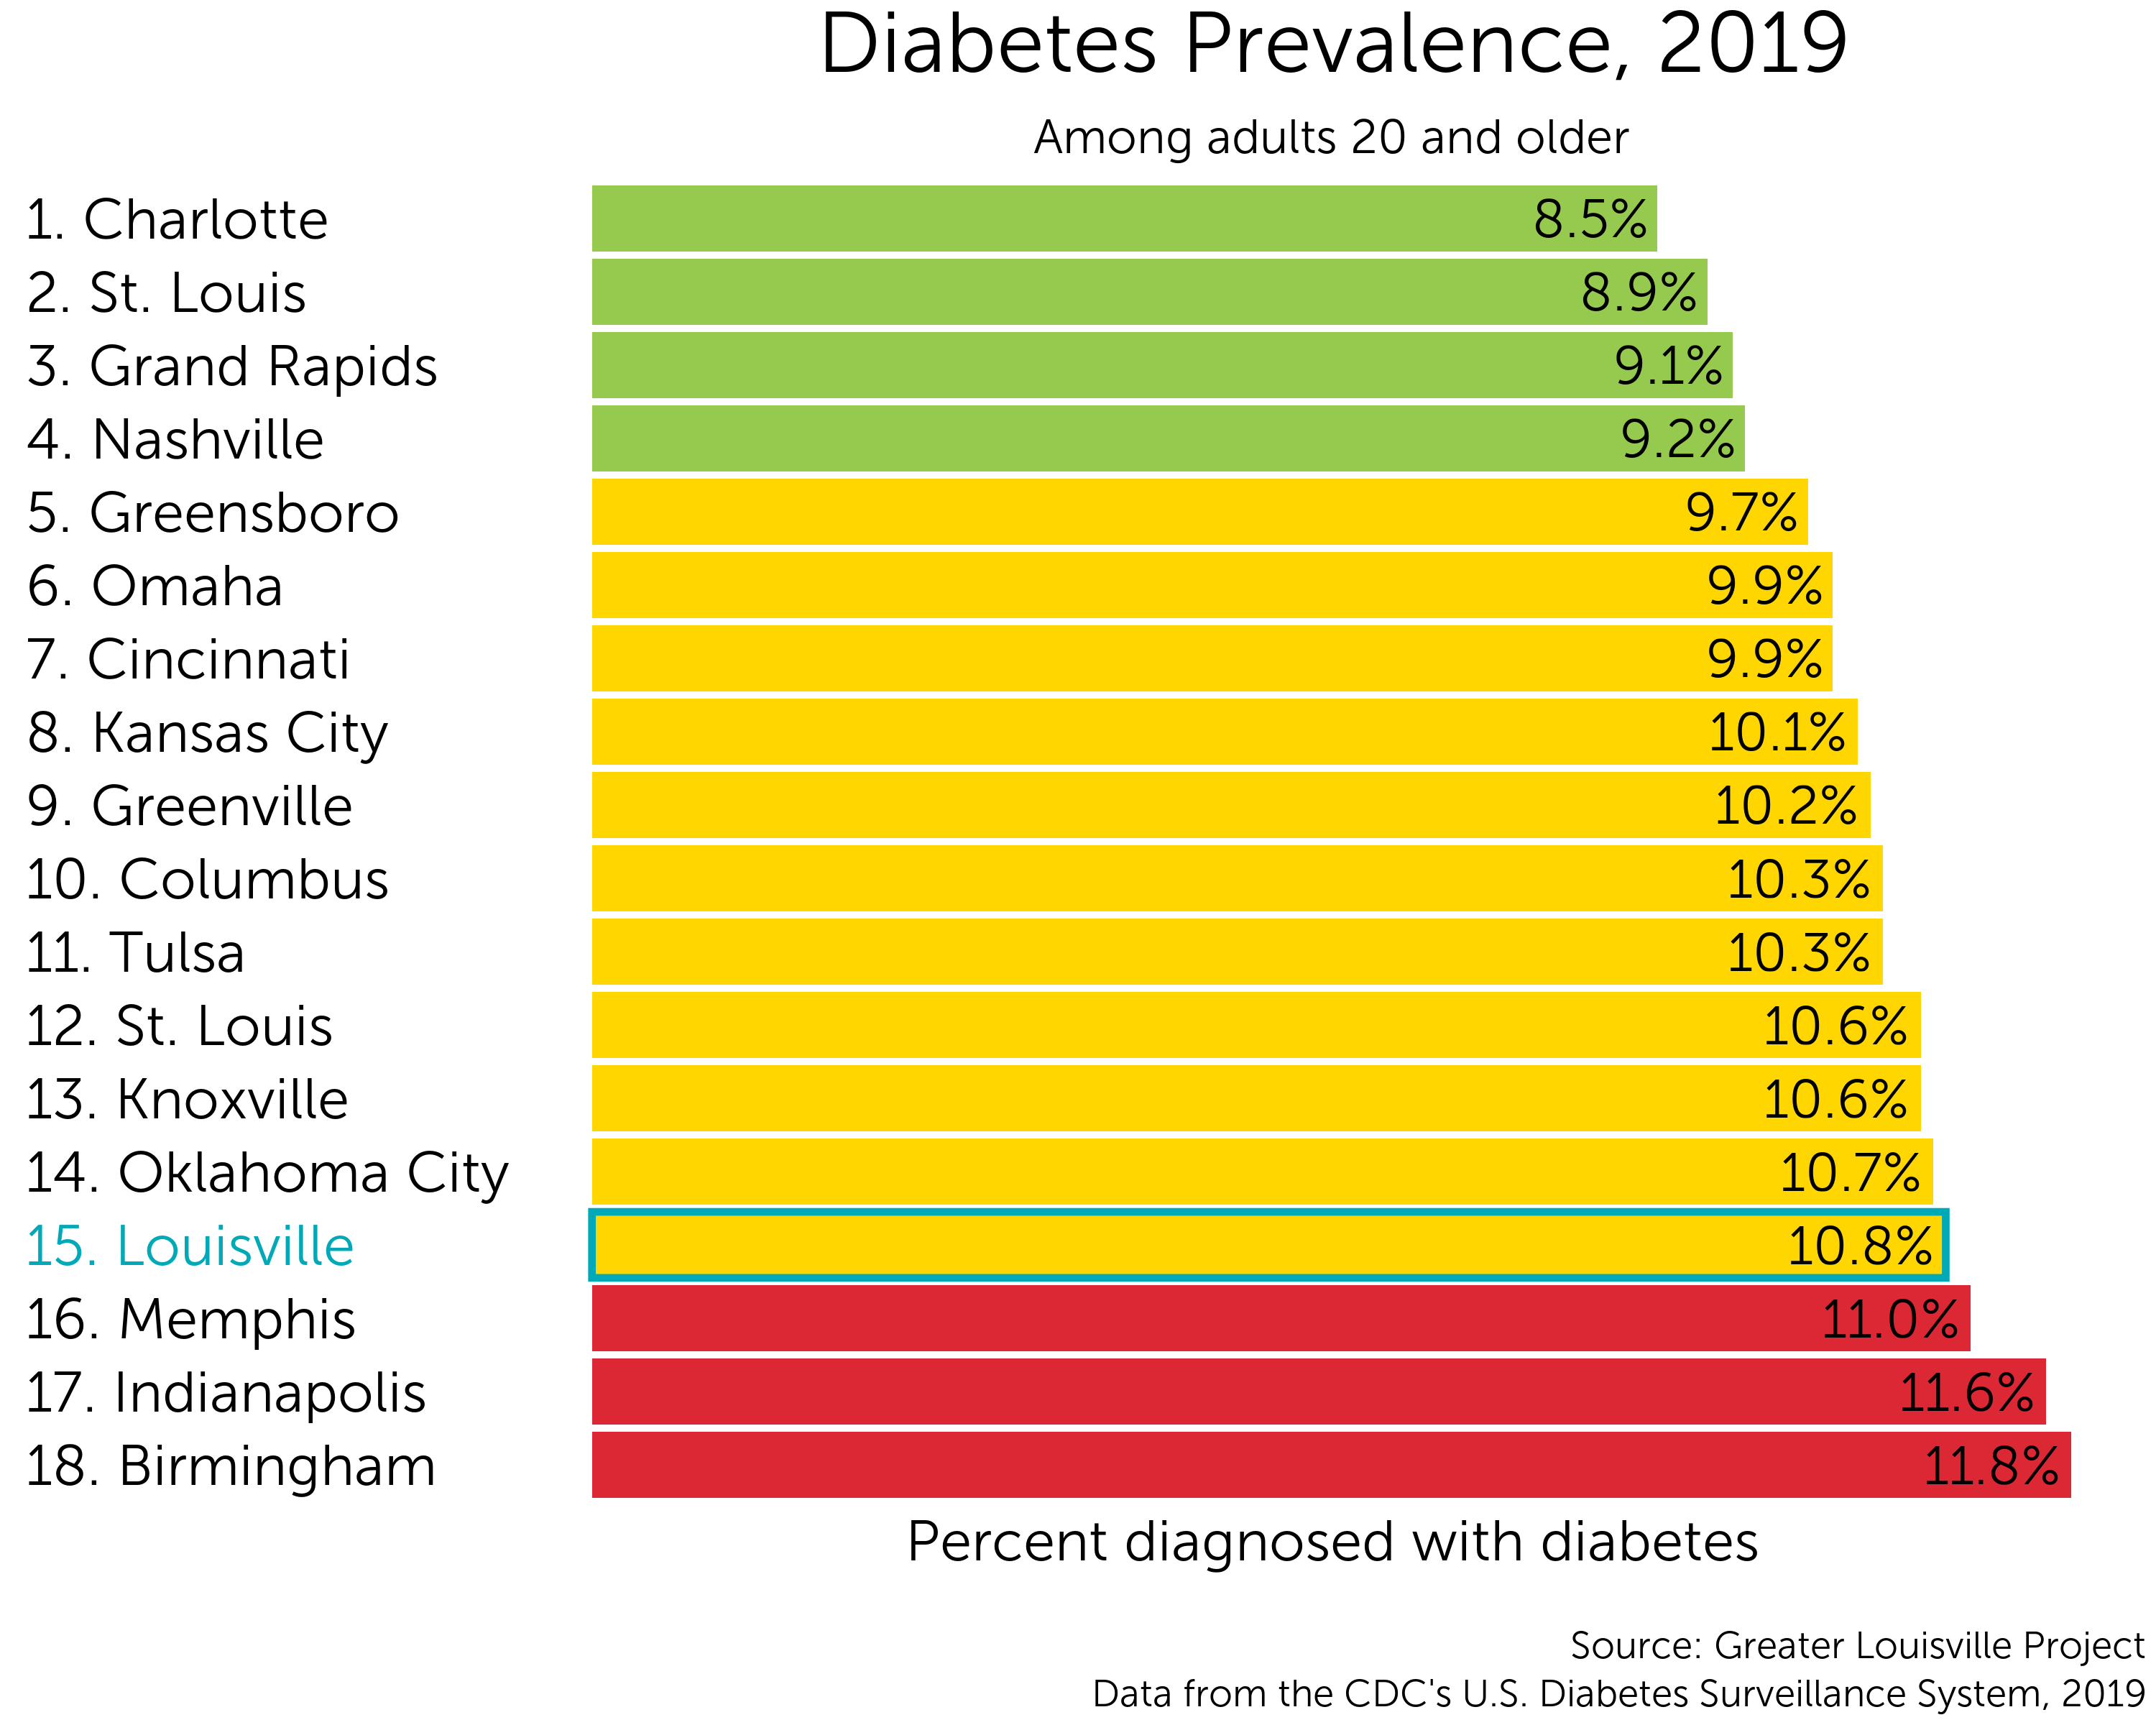 Diabetes Prevalence, 2019
Among adults 20 and older
1. Charlotte 8.5%
2. St. Louis 8.9%
3. Grand Rapids 9.1%
4. Nashville 9.2%
5. Greensboro 9.7%
6. Omaha 9.9%
7. Cincinnati 9.9%
8. Kansas City 10.1%
9. Greenville 10.2%
10. Columbus 10.3%
11. Tulsa 10.3%
12. St. Louis 10.6%
13. Knoxville 10.6%
14. Oklahoma City 10.7%
15. Louisville 10.8%
16. Memphis 11.0%
17. Indianapolis 11.6%
18. Birmingham 11.8%
Percent diagnosed with diabetes
Source: Greater Louisville Project
Data from the CDC's U.S. Diabetes Surveillance System, 2019